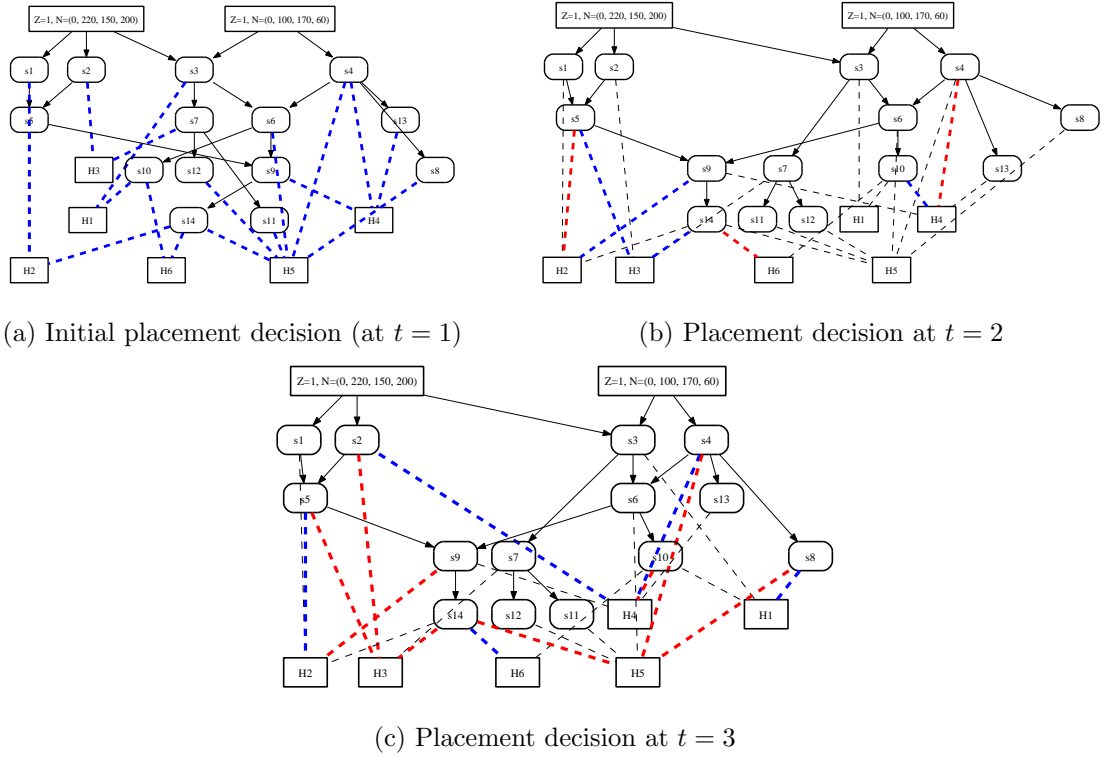 Z=1, N=(0, 220, 150, 200) Z=1, N=(0, 100, 170, 60)
s1 s2 s3 s4
s5 s7 s6 s13
H3 s10 s12 s9 s8
H1 s14 s11 H4
H2 H6 H5
(a) Initial placement decision (at t = 1)
Z=1, N=(0, 220, 150, 200) Z=1, N=(0, 100, 170, 60)
s1 s2 s3 s4
s5 s6 s8
s9 s7 s10 s13
s14 s11 s12 H1 H4
H2 H3 H6 H5
(b) Placement decision at t = 2
Z=1, N=(0, 220, 150, 200) Z=1, N=(0, 100, 170, 60)
s1 s2 s3 s4
s5 s6 s13
s9 s7 s10 s8
s14 s12 s11 H4 H1
H2 H3 H6 H5
(c) Placement decision at t = 3